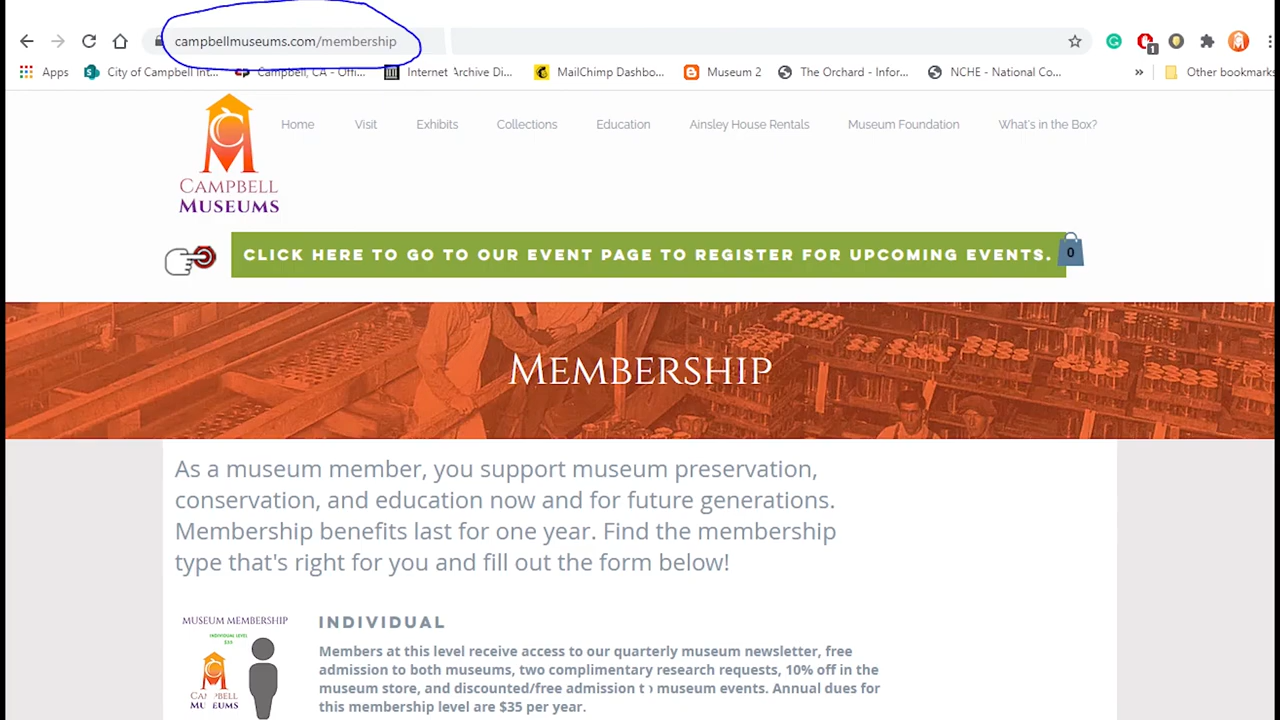 campbellmuseums.com/membership
1
Apps City of Campbell Int... Campbell, CA - Offi... Internet Archive Di... MailChimp Dashbo... Museum 2 The Orchard - Infor... NCHE - National Co... » Other bookmarks
Home Visit Exhibits Collections Education Ainsley House Rentals Museum Foundation What's in the Box?
CAMPBELL
MUSEUMS
CLICK HERE TO GO TO OUR EVENT PAGE TO REGISTER FOR UPCOMING EVENTS. 0
MEMBERSHIP
As a museum member, you support museum preservation,
conservation, and education now and for future generations.
Membership benefits last for one year. Find the membership
type that's right for you and fill out the form below!
MUSEUM MEMBERSHIP
INDIVIDUAL LEVEL
$35
CAMPBELL
MUSEUMS
INDIVIDUAL
Members at this level receive access to our quarterly museum newsletter, free
admission to both museums, two complimentary research requests, 10% off in the
museum store, and discounted/free admission to museum events. Annual dues for
this membership level are $35 per year.